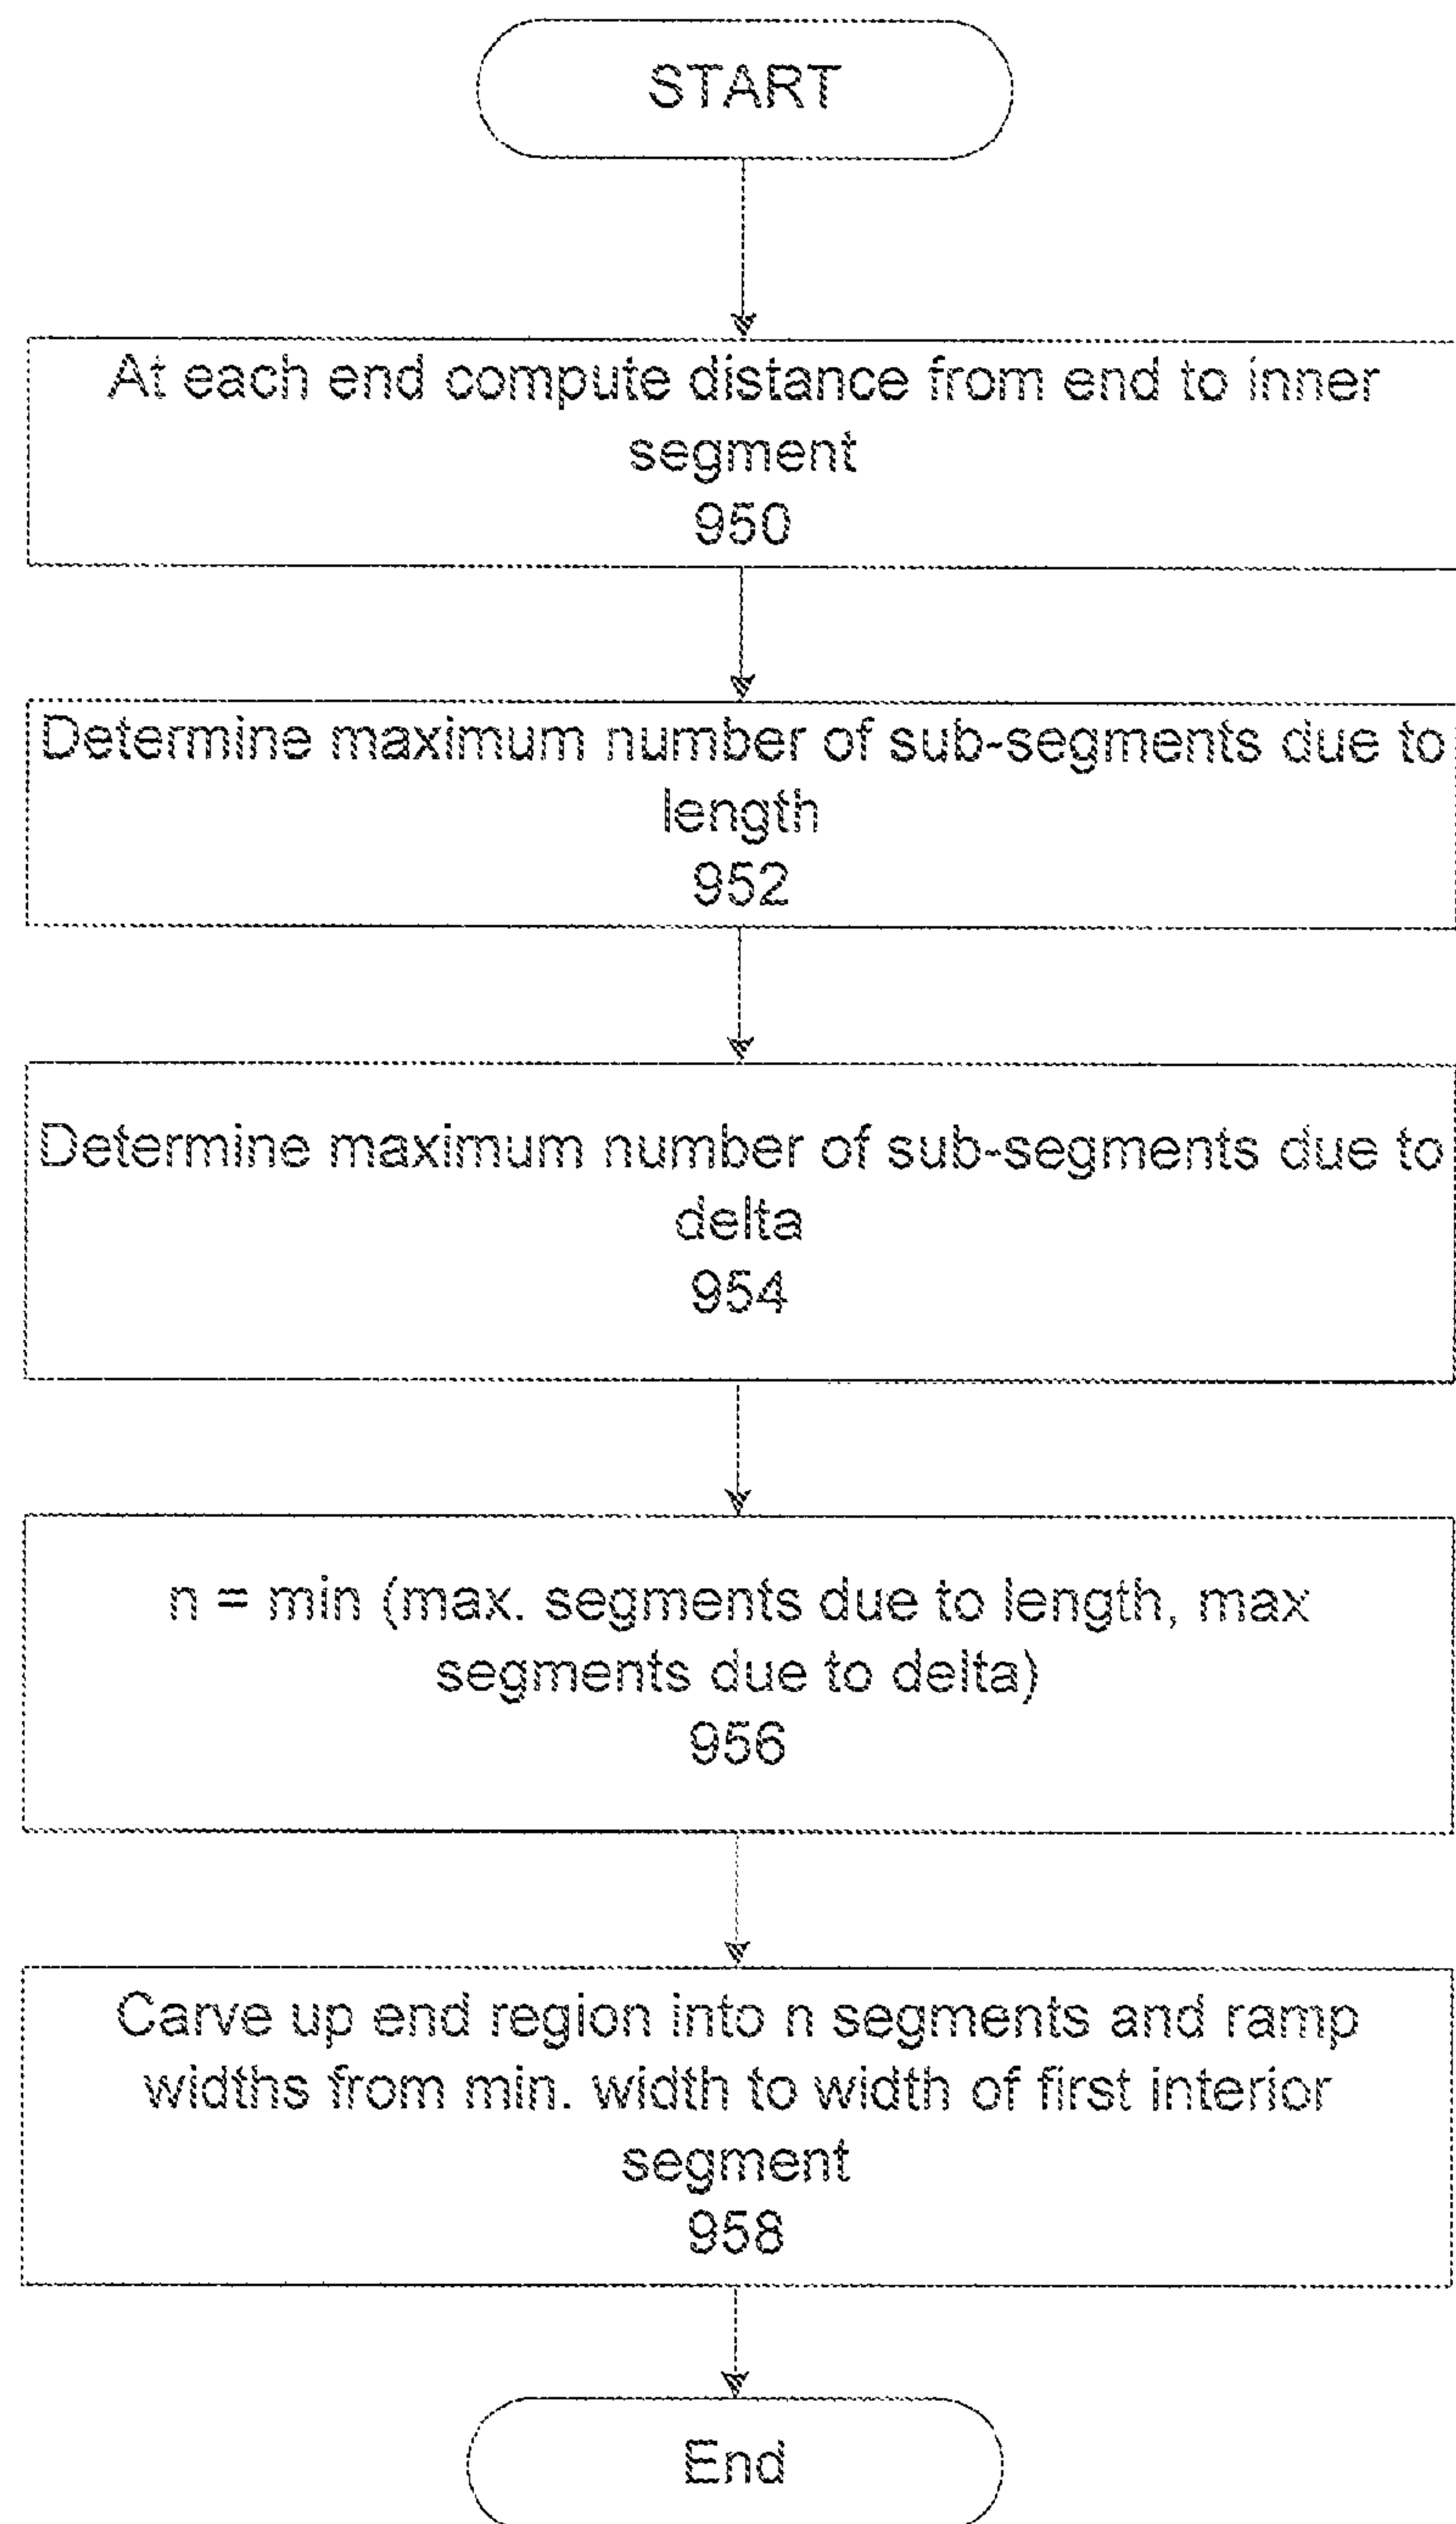 START
At each end compute distance from end to inner
segment
950
Determine maximum number of sub-segments due to
length
952
Determine maximum number of sub-segments due to
delta
954
n = min (max. segments due to length, max
segments due to delta)
956
Carve up end region into n segments and ramp
widths from min. width to width of first interior
segment
958
End